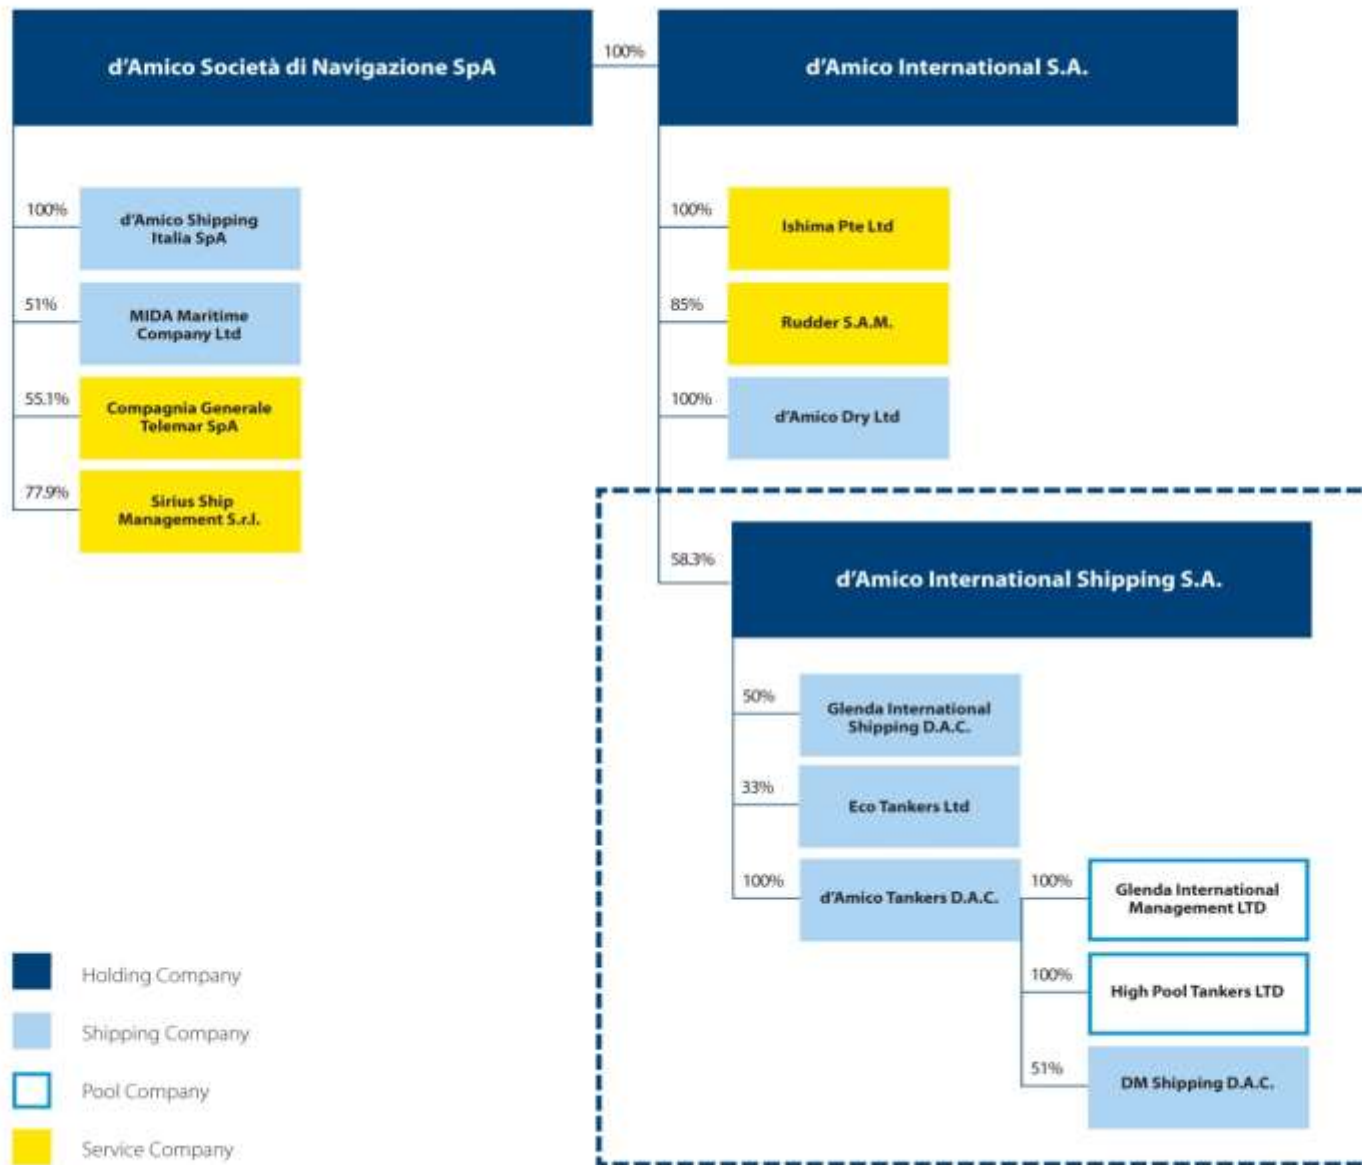 d'Amico Società di Navigazione SpA
100%
d'Amico International S.A.
100%
d'Amico Shipping
Italia SpA
51%
MIDA Maritime
Company Ltd
55.1%
Compagnia Generale
Telemar SpA
77.9%
Sirius Ship
Management S.r.l.
100%
Ishima Pte Ltd
85%
Rudder S.A.M.
100%
d'Amico Dry Ltd
58.3%
d'Amico International Shipping S.A.
50%
Glenda International
Shipping D.A.C.
33%
Eco Tankers Ltd
100%
d'Amico Tankers D.A.C.
100%
Glenda International
Management LTD
100%
High Pool Tankers LTD
51%
DM Shipping D.A.C.
Holding Company
Shipping Company
Pool Company
Service Company